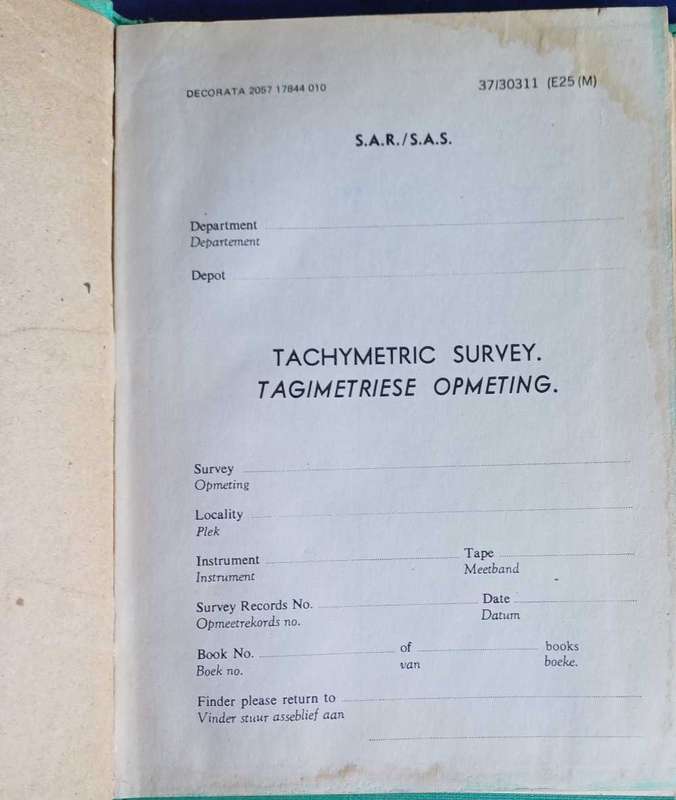 DECORATA 2057 17844 010 37/30311 (E25 (M)
S.A.R./S.A.S.
Department
Departement
Depot
TACHYMETRIC SURVEY.
TAGIMETRIESE OPMETING.
Survey
Opmeting
Locality
Plek
Instrument Tape
Instrument Meetband
Survey Records No. Date
Opmeetrekords no. Datum
Book No. of books
Boek no. van boeke.
Finder please return to
Vinder stuur asseblief aan